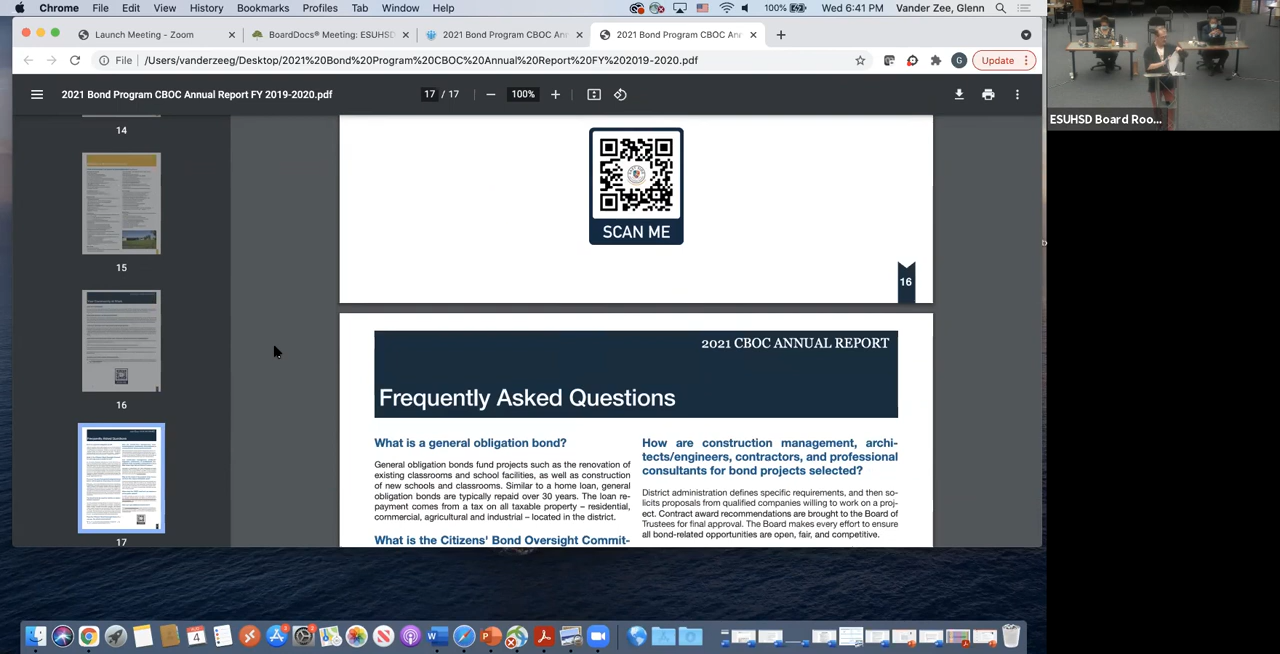 Chrome File Edit View History Bookmarks Profiles Tab Window Help
100% Wed 6:41 PM Vander Zee, Glenn
Launch Meeting - Zoom
BoardDocs® Meeting: ESUHSD
2021 Bond Program CBOC An
2021 Bond Program CBOC An
File /Users/vanderzeeg/Desktop/2021%20Bond%20Program%20CBOC%20Annual%20Report%20FY%202019-2020.pdf
G
Update
2021 Bond Program CBOC Annual Report FY 2019-2020.pdf
17 / 17
100%
ESUHSD Board Roo...
14
15
16
17
SCAN ME
16
2021 CBOC ANNUAL REPORT
Frequently Asked Questions
What is a general obligation bond?
General obligation bonds fund projects such as the renovation of
existing classrooms and school facilities, as well as construction
of new schools and classrooms. Similar to a home loan, general
obligation bonds are typically repaid over 30 years. The loan re-
payment comes from a tax on all taxable property – residential,
commercial, agricultural and industrial – located in the district.
What is the Citizens' Bond Oversight Commit-
How are construction management, archi-
tects/engineers, contractors, and professional
consultants for bond projects selected?
District administration defines specific requirements, and then so-
licits proposals from qualified companies willing to work on a proj-
ect. Contract award recommendations are brought to the Board of
Trustees for final approval. The Board makes every effort to ensure
all bond-related opportunities are open, fair, and competitive.